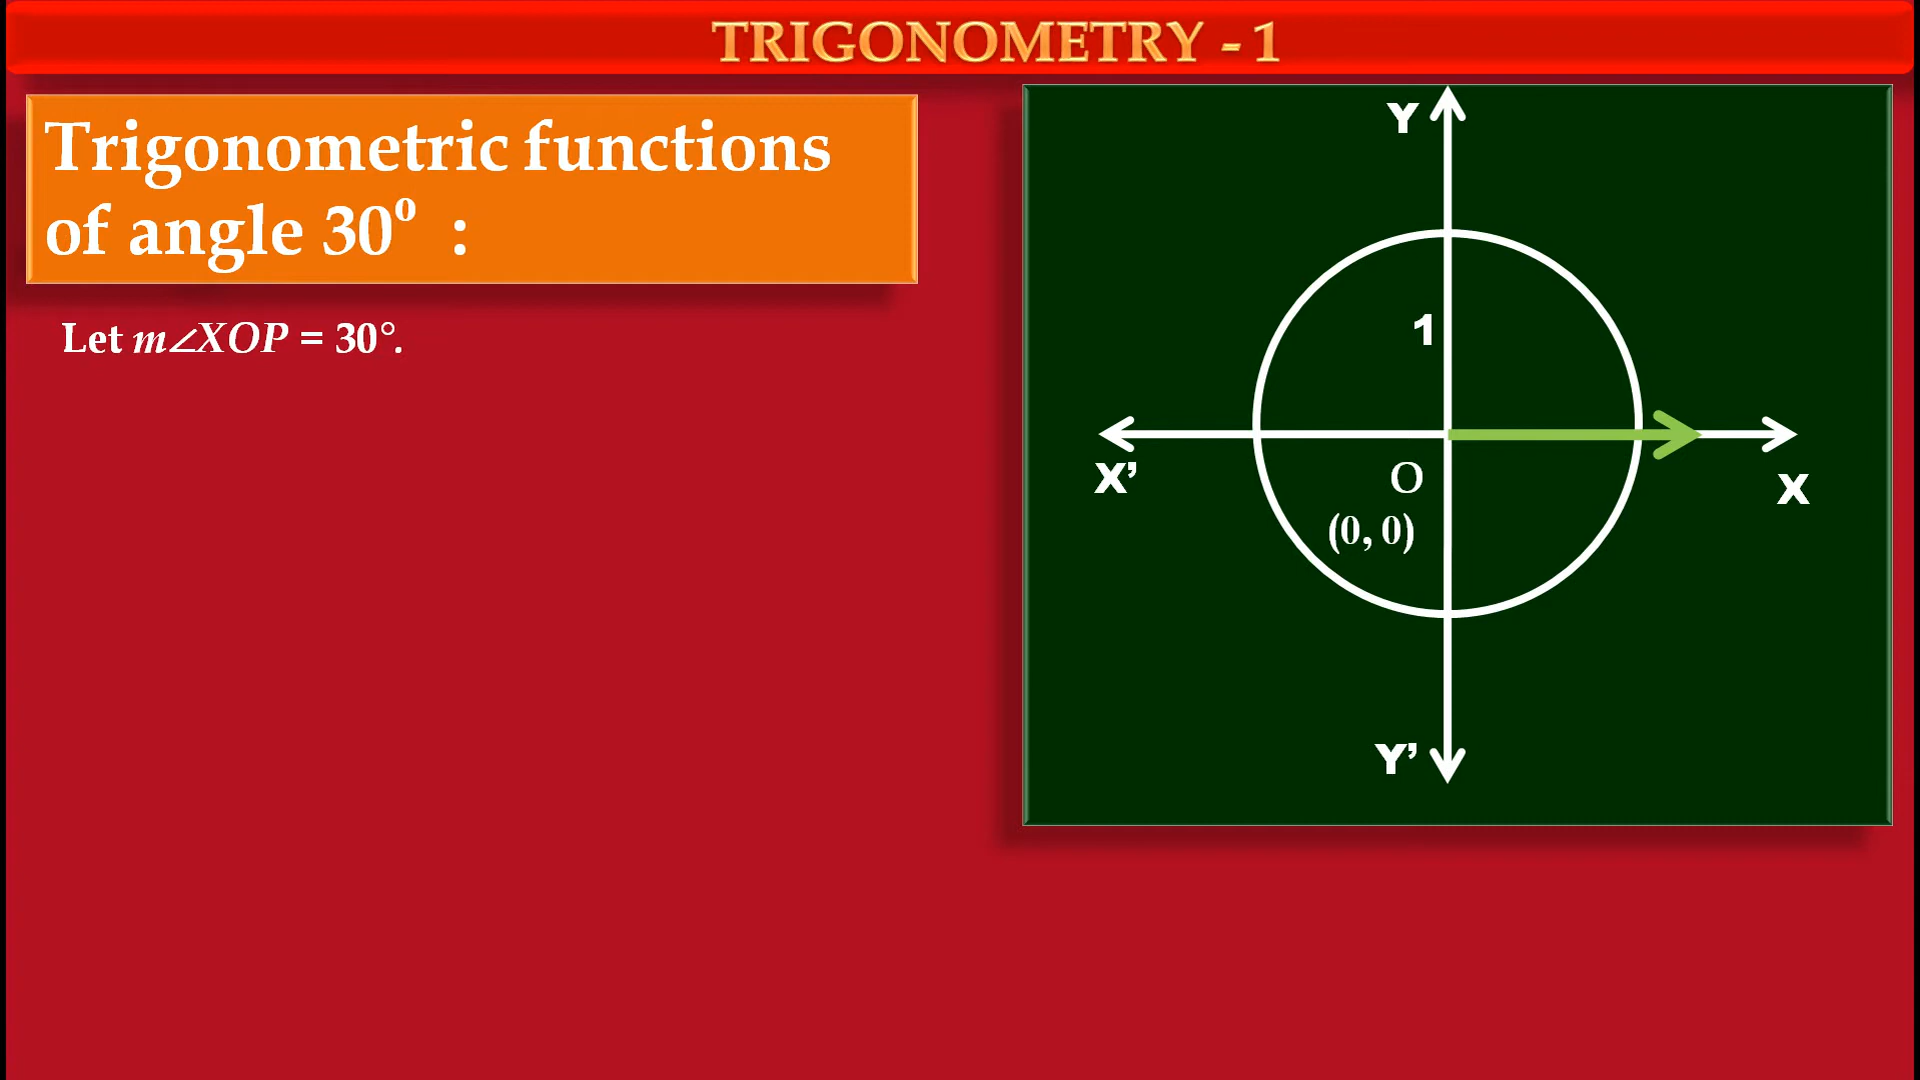 TRIGONOMETRY - 1
Trigonometric functions
of angle 30° :
Let m∠XOP = 30°.
Y
1
X’
O
X
(0, 0)
Y’